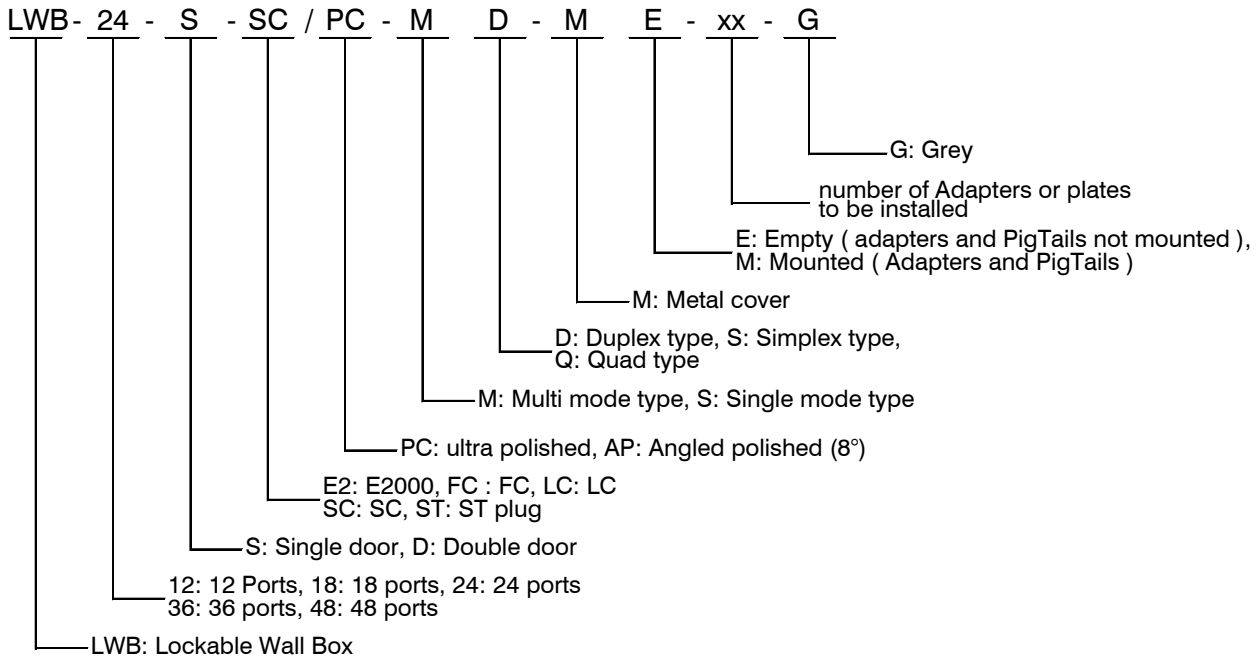 LWB - 24 - S - SC / PC - M D - M E - xx - G
G: Grey
number of Adapters or plates
to be installed
E: Empty ( adapters and PigTails not mounted ),
M: Mounted ( Adapters and PigTails )
M: Metal cover
D: Duplex type, S: Simplex type,
Q: Quad type
M: Multi mode type, S: Single mode type
PC: ultra polished, AP: Angled polished (8°)
E2: E2000, FC : FC, LC: LC
SC: SC, ST: ST plug
S: Single door, D: Double door
12: 12 Ports, 18: 18 ports, 24: 24 ports
36: 36 ports, 48: 48 ports
LWB: Lockable Wall Box